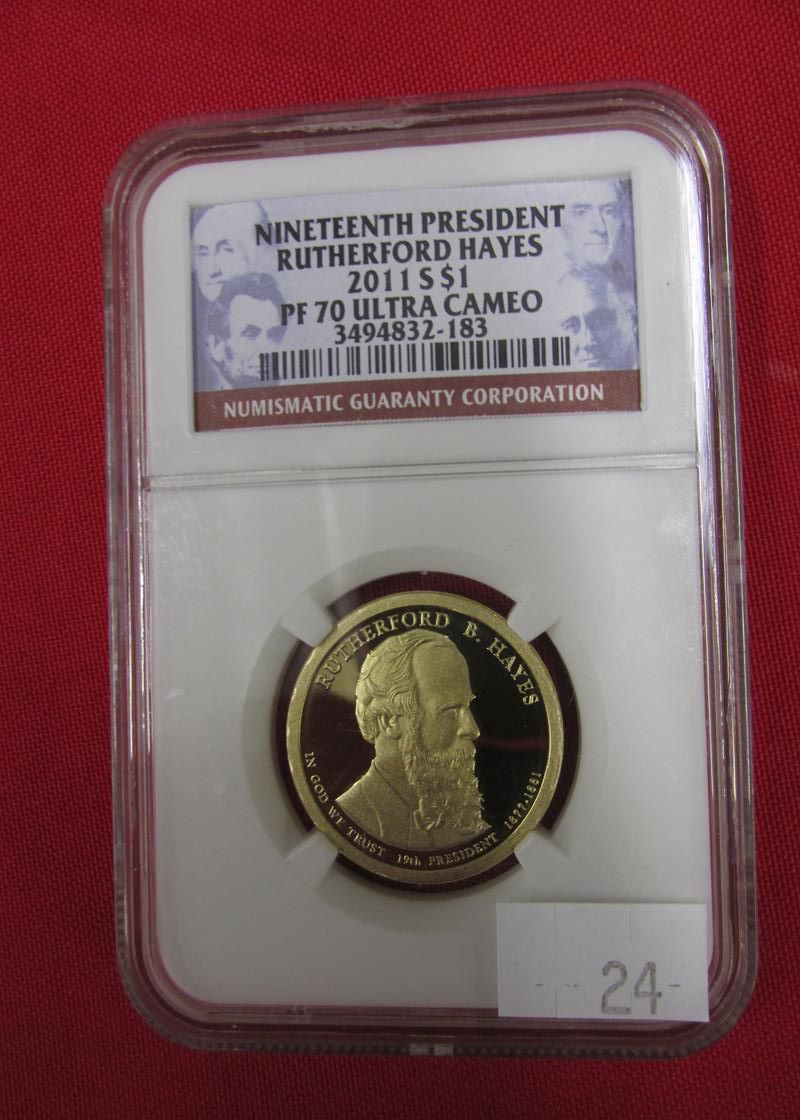 NINETEENTH PRESIDENT
RUTHERFORD HAYES
2011 S $1
PF 70 ULTRA CAMEO
3494832-183
NUMISMATIC GUARANTY CORPORATION
RUTHERFORD B. HAYES
IN GOD WE TRUST 19th PRESIDENT 1877-1881
24-